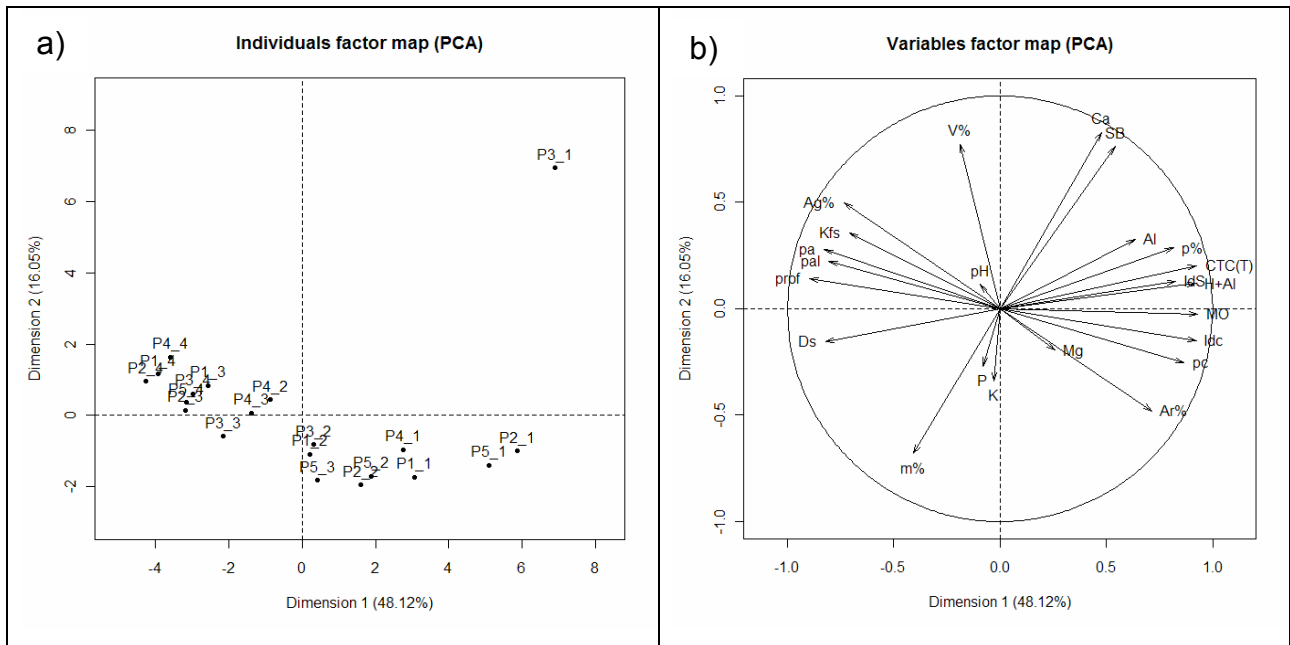 a)
Individuals factor map (PCA)
Dimension 2 (16.05%)
8
6
4
2
0
-2
P3_1
P4_4
P1_4
P2_4
P1_3
P3_4
P5_4
P2_3
P4_2
P4_3
P3_3
P3_2
P1_2
P4_1
P2_1
P5_1
P5_2
P1_1
P2_2
P5_3
-4
-2
0
2
4
6
8
Dimension 1 (48.12%)
b)
Variables factor map (PCA)
Dimension 2 (16.05%)
1.0
0.5
0.0
-0.5
-1.0
Ca
SB
V%
Ag%
Kfs
pa
pal
prof
pH
Al
p%
CTC(T)
IdS
H+Al
MO
Idc
pc
Ds
Mg
P
K
Ar%
m%
-1.0
-0.5
0.0
0.5
1.0
Dimension 1 (48.12%)